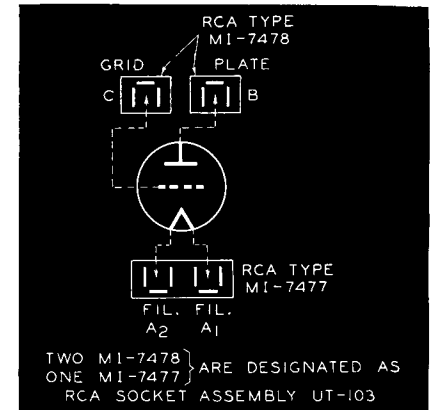 RCA TYPE
MI-7478
GRID PLATE
C B
RCA TYPE
MI-7477
FIL. FIL.
A2 A1
TWO MI-7478
ONE MI-7477 } ARE DESIGNATED AS
RCA SOCKET ASSEMBLY UT-103